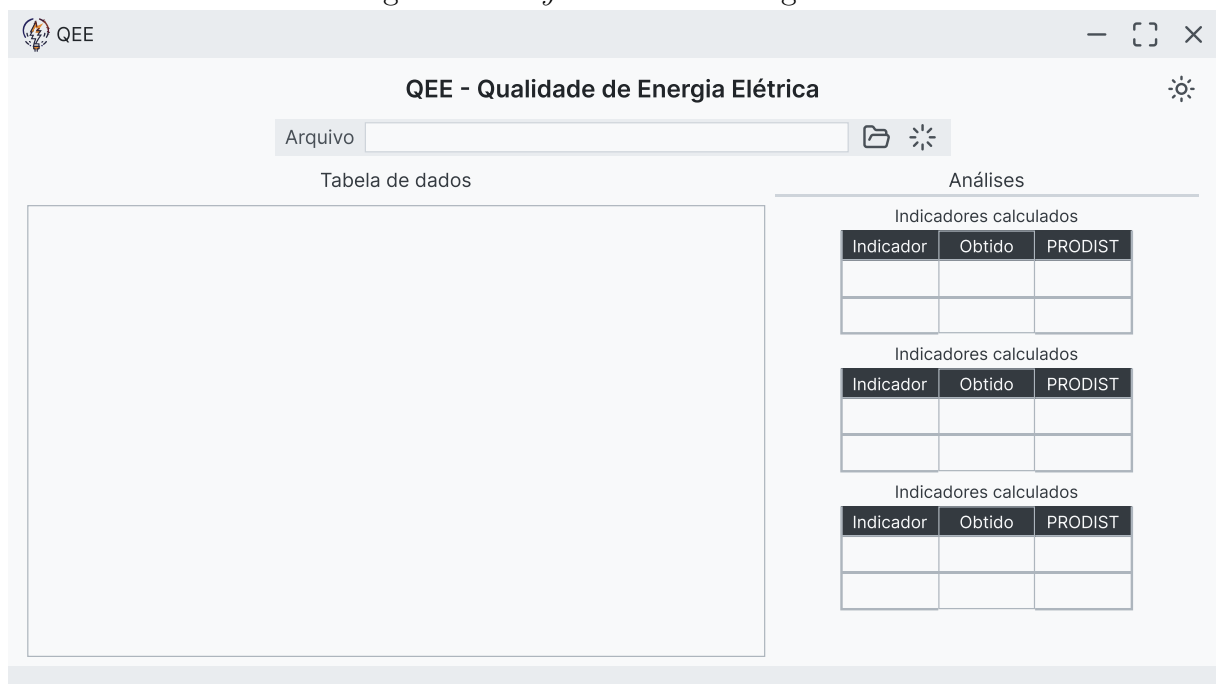 QEE
QEE - Qualidade de Energia Elétrica
Arquivo
Tabela de dados
Análises
Indicadores calculados
Indicador Obtido PRODIST
Indicadores calculados
Indicador Obtido PRODIST
Indicadores calculados
Indicador Obtido PRODIST